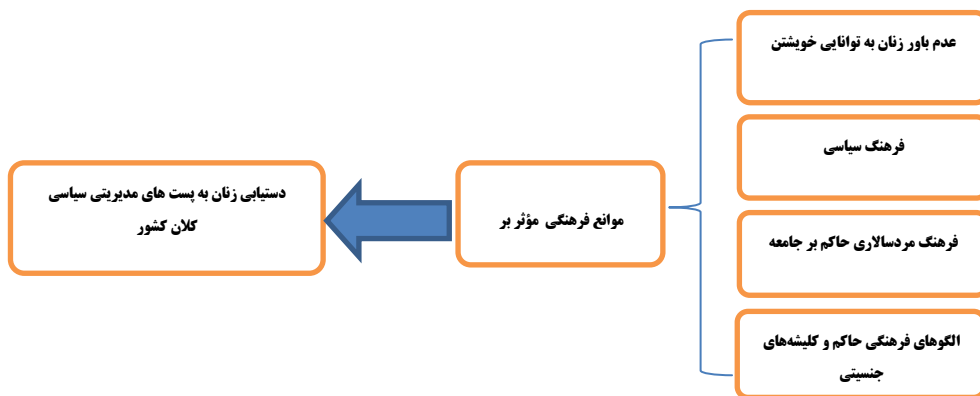 عدم باور زنان به توانایی خویشتن
فرهنگ سیاسی
فرهنگ مردسالاری حاکم بر جامعه
الگوهای فرهنگی حاکم و کلیشه‌های
جنسیتی
موانع فرهنگی مؤثر بر
دستیابی زنان به پست های مدیریتی سیاسی
کلان کشور